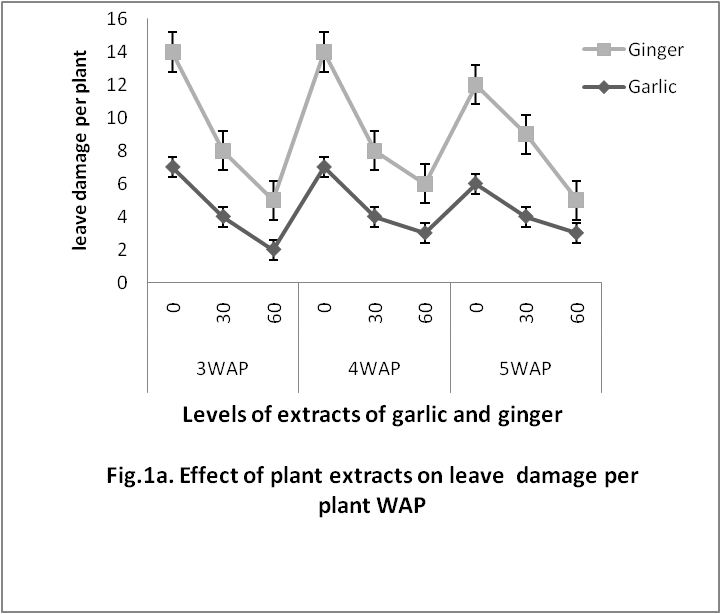 16
14
12
10
8
6
4
2
0
leave damage per plant
Ginger
Garlic
0 30 60 0 30 60 0 30 60
3WAP 4WAP 5WAP
Levels of extracts of garlic and ginger
Fig.1a. Effect of plant extracts on leave  damage per
plant WAP